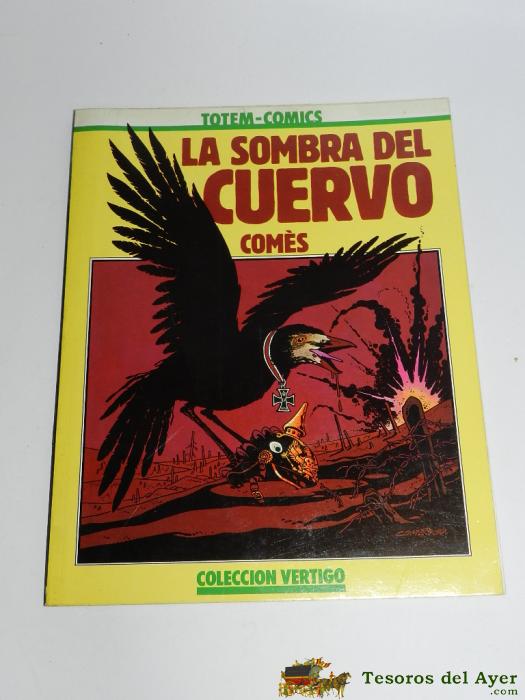 TOTEM-COMICS
LA SOMBRA DEL
CUERVO
COMÈS
COLECCION VERTIGO
Tesoros del Ayer
.com